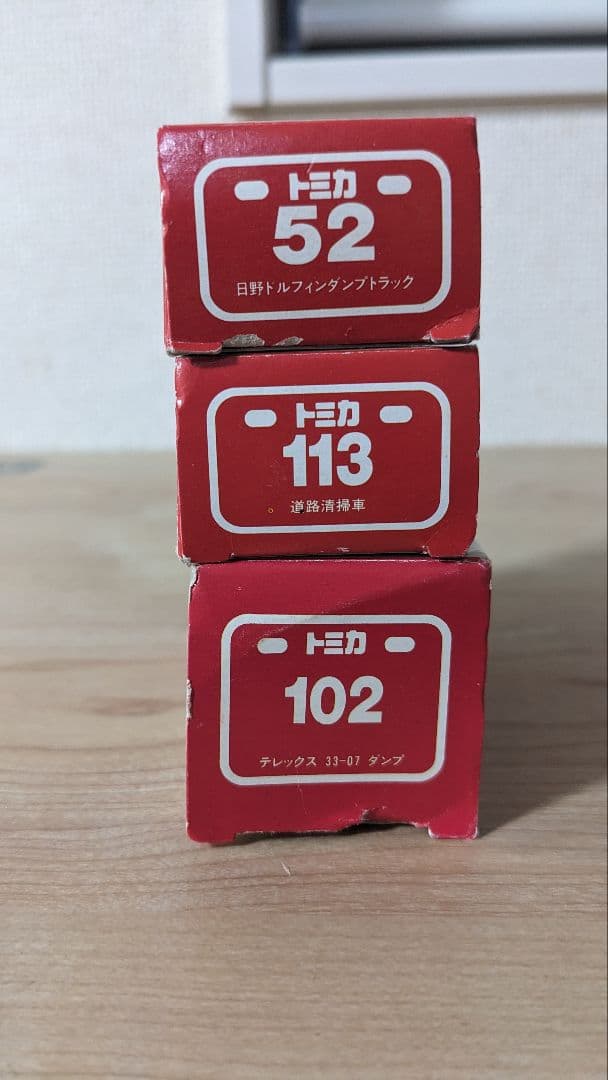 トミカ
52
日野ドルフィンダンプトラック
トミカ
113
道路清掃車
トミカ
102
テレックス 33-07 ダンプ